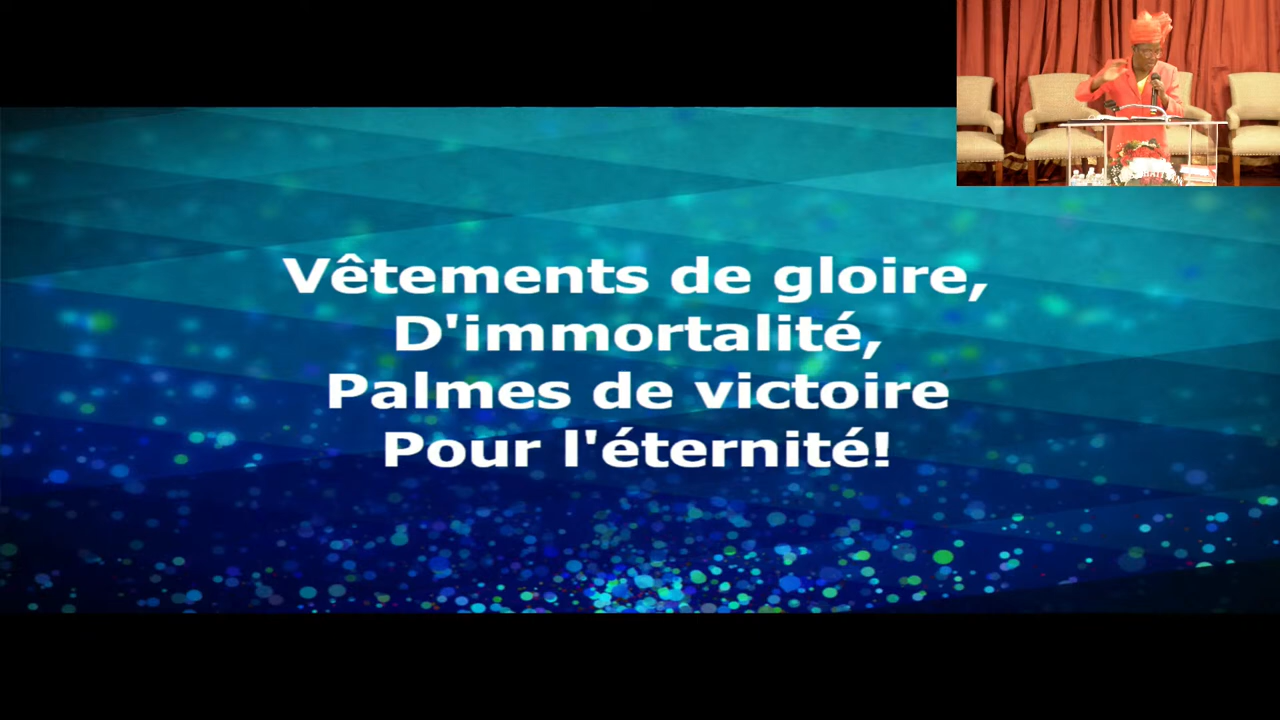 Vêtements de gloire,
D'immortalité,
Palmes de victoire
Pour l'éternité!